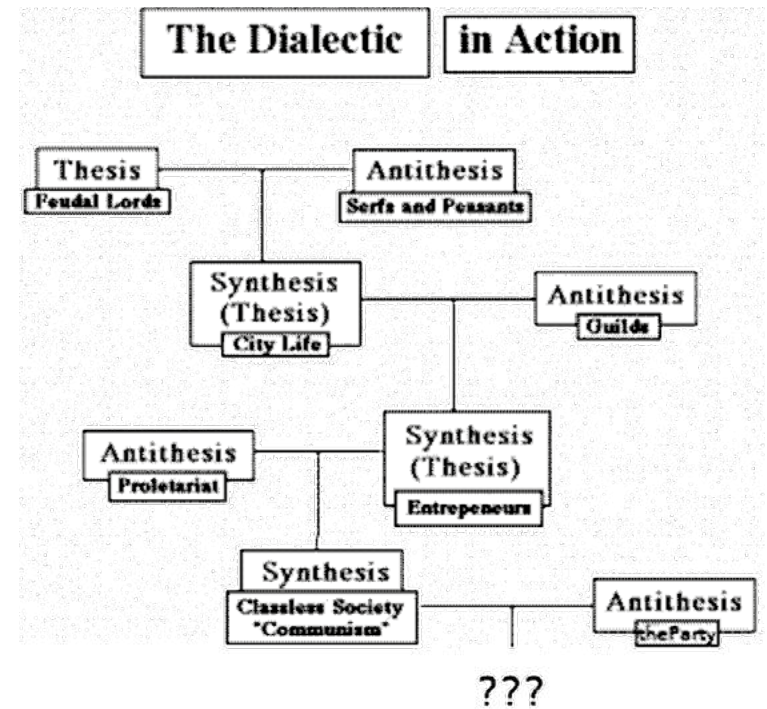 The Dialectic in Action
Thesis
Feudal Lords
Antithesis
Serfs and Peasants
Synthesis
(Thesis)
City Life
Antithesis
Guilds
Antithesis
Proletariat
Synthesis
(Thesis)
Entrepeneurs
Synthesis
Classless Society
"Communism"
Antithesis
theParty
???